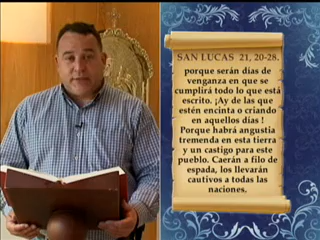 SAN LUCAS 21, 20-28.
porque serán días de
venganza en que se
cumplirá todo lo que está
escrito. ¡Ay de las que
estén encinta o criando
en aquellos días !
Porque habrá angustia
tremenda en esta tierra
y un castigo para este
pueblo. Caerán a filo de
espada, los llevarán
cautivos a todas las
naciones,